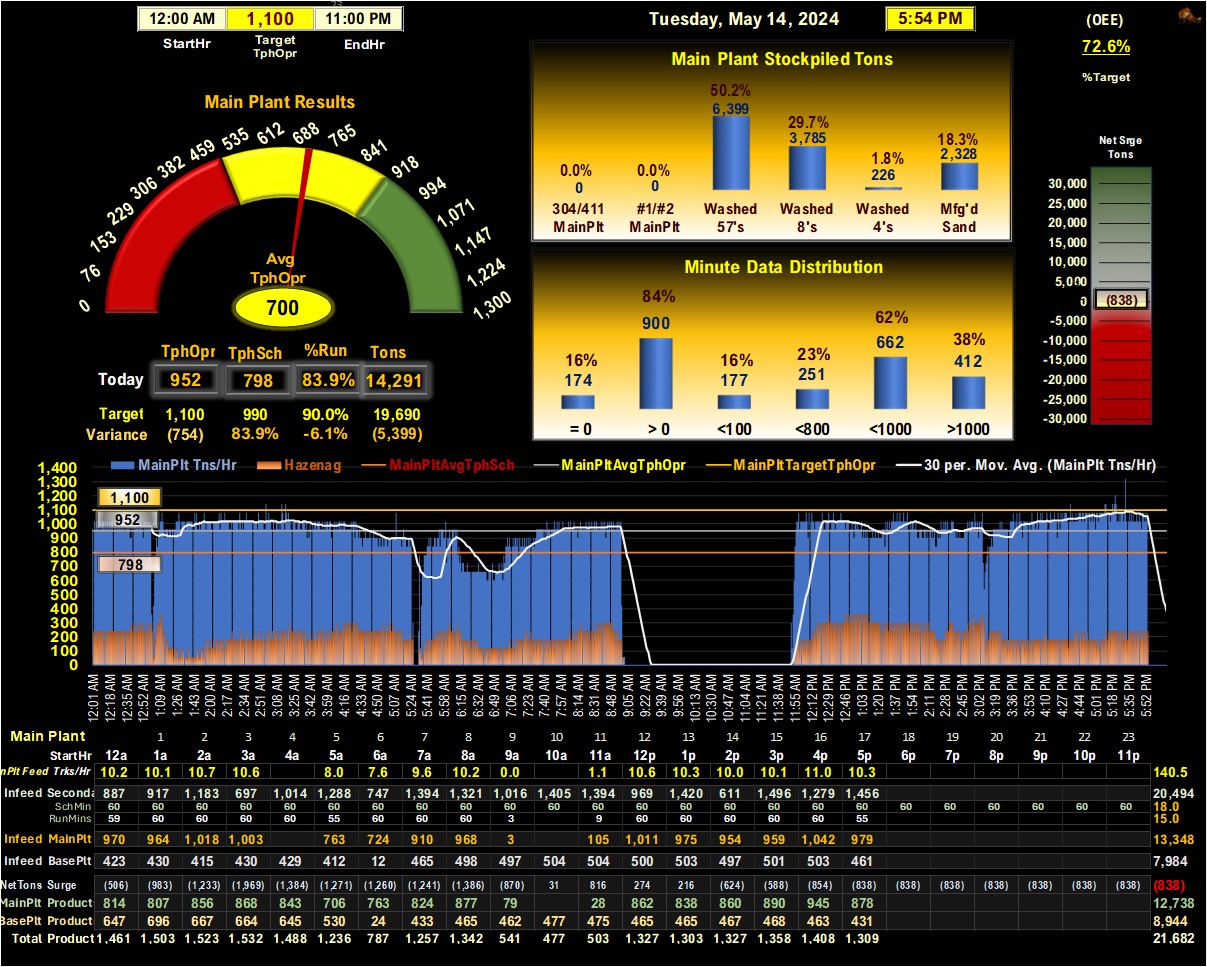 12:00 AM 1,100 11:00 PM
StartHr Target TphOpr EndHr
Tuesday, May 14, 2024 5:54 PM
(OEE)
72.6%
%Target
Main Plant Results
0 76 153 229 306 382 459 535 612 688 765 841 918 994 1,071 1,147 1,224 1,300
Avg
TphOpr
700
TphOpr TphSch %Run Tons
Today 952 798 83.9% 14,291
Target 1,100 990 90.0% 19,690
Variance (754) 83.9% -6.1% (5,399)
Main Plant Stockpiled Tons
0.0% 0.0% 50.2% 29.7% 1.8% 18.3%
0 0 6,399 3,785 226 2,328
304/411 #1/#2 Washed Washed Washed Mfg'd
MainPlt MainPlt 57's 8's 4's Sand
Minute Data Distribution
16% 84% 16% 23% 62% 38%
174 900 177 251 662 412
= 0 > 0 <100 <800 <1000 >1000
Net Srge
Tons
30,000
25,000
20,000
15,000
10,000
5,000
0 (838)
-5,000
-10,000
-15,000
-20,000
-25,000
-30,000
MainPlt Tns/Hr Hazenag MainPltAvgTphSch MainPltAvgTphOpr MainPltTargetTphOpr 30 per. Mov. Avg. (MainPlt Tns/Hr)
1,400
1,300
1,200
1,100
1,000
900
800
700
600
500
400
300
200
100
0
1,100
952
798
12:01 AM 12:18 AM 12:35 AM 12:52 AM 1:09 AM 1:26 AM 1:43 AM 2:00 AM 2:17 AM 2:34 AM 2:51 AM 3:08 AM 3:25 AM 3:42 AM 3:59 AM 4:16 AM 4:33 AM 4:50 AM 5:07 AM 5:24 AM 5:41 AM 5:58 AM 6:15 AM 6:32 AM 6:49 AM 7:06 AM 7:23 AM 7:40 AM 7:57 AM 8:14 AM 8:31 AM 8:48 AM 9:05 AM 9:22 AM 9:39 AM 9:56 AM 10:13 AM 10:30 AM 10:47 AM 11:04 AM 11:21 AM 11:38 AM 11:55 AM 12:12 PM 12:29 PM 12:46 PM 1:03 PM 1:20 PM 1:37 PM 1:54 PM 2:11 PM 2:28 PM 2:45 PM 3:02 PM 3:19 PM 3:36 PM 3:53 PM 4:10 PM 4:27 PM 4:44 PM 5:01 PM 5:18 PM 5:35 PM 5:52 PM
Main Plant 1 2 3 4 5 6 7 8 9 10 11 12 13 14 15 16 17 18 19 20 21 22 23
StartHr 12a 1a 2a 3a 4a 5a 6a 7a 8a 9a 10a 11a 12p 1p 2p 3p 4p 5p 6p 7p 8p 9p 10p 11p
nPlt Feed Trks/Hr 10.2 10.1 10.7 10.6 8.0 7.6 9.6 10.2 0.0 1.1 10.6 10.3 10.0 10.1 11.0 10.3 140.5
Infeed Seconda 887 917 1,183 697 1,014 1,288 747 1,394 1,321 1,016 1,405 1,394 969 1,420 611 1,496 1,279 1,456 20,494
SchMin 60 60 60 60 60 60 60 60 60 60 60 60 60 60 60 60 60 60 60 60 60 60 60 18.0
RunMins 59 60 60 60 55 60 60 60 3 9 60 60 60 60 60 55 15.0
Infeed MainPlt 970 964 1,018 1,003 763 724 910 968 3 105 1,011 975 954 959 1,042 979 13,348
Infeed BasePlt 423 430 415 430 429 412 12 465 498 497 504 504 500 503 497 501 503 461 7,984
NetTons Surge (506) (983) (1,233) (1,969) (1,384) (1,271) (1,260) (1,241) (1,386) (870) 31 816 274 216 (624) (588) (854) (838) (838) (838) (838) (838) (838) (838) (838)
MainPlt Product 814 807 856 868 843 706 763 824 877 79 28 862 838 860 890 945 878 12,738
BasePlt Product 647 696 667 664 645 530 24 433 465 462 477 475 465 465 467 468 463 431 8,944
Total Product 1,461 1,503 1,523 1,532 1,488 1,236 787 1,257 1,342 541 477 503 1,327 1,303 1,327 1,358 1,408 1,309 21,682